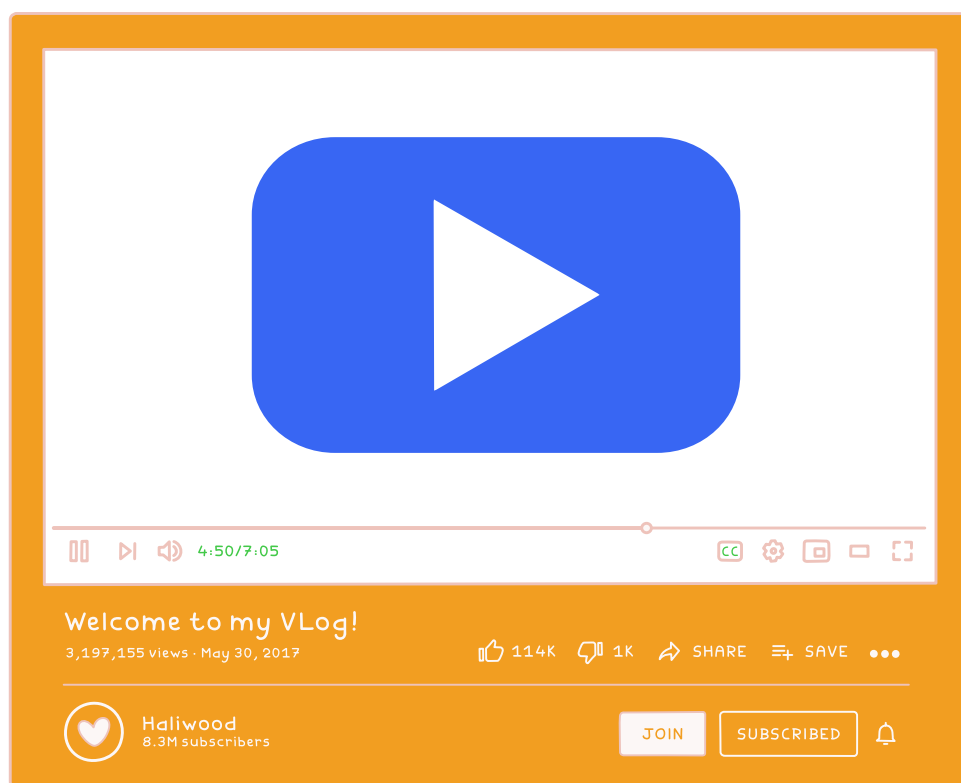 4:50/7:05 CC
Welcome to my VLog!
3,197,155 views · May 30, 2017
114K 1K SHARE SAVE
Haliwood
8.3M subscribers
JOIN SUBSCRIBED